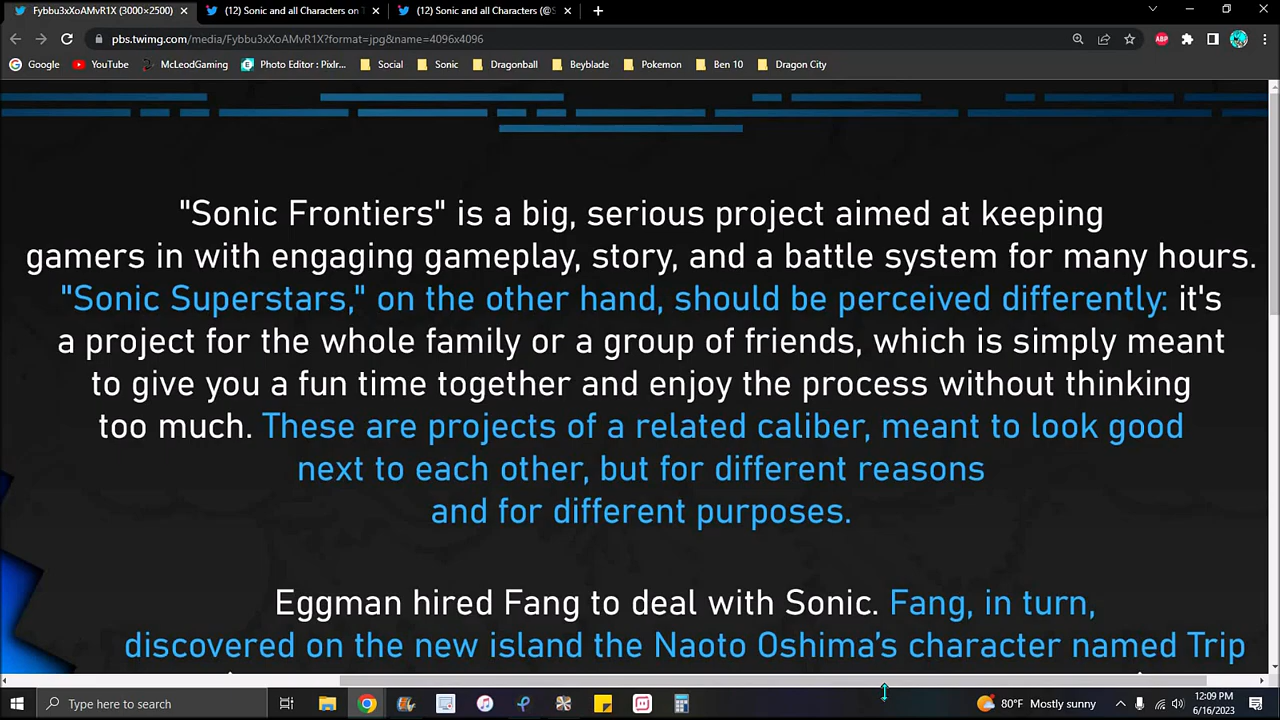 Fybbu3xXoAMvR1X (3000×2500)
(12) Sonic and all Characters on T
(12) Sonic and all Characters (@S
pbs.twimg.com/media/Fybbu3xXoAMvR1X?format=jpg&name=4096x4096
ABP
Google YouTube McLeodGaming Photo Editor : Pixlr... Social Sonic Dragonball Beyblade Pokemon Ben 10 Dragon City
"Sonic Frontiers" is a big, serious project aimed at keeping
gamers in with engaging gameplay, story, and a battle system for many hours.
"Sonic Superstars," on the other hand, should be perceived differently: it's
a project for the whole family or a group of friends, which is simply meant
to give you a fun time together and enjoy the process without thinking
too much. These are projects of a related caliber, meant to look good
next to each other, but for different reasons
and for different purposes.
Eggman hired Fang to deal with Sonic. Fang, in turn,
discovered on the new island the Naoto Oshima's character named Trip
Type here to search
80°F Mostly sunny
12:09 PM
6/16/2023